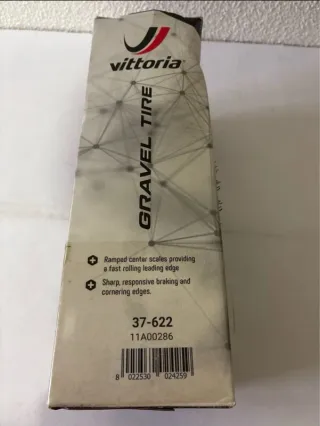 vittoria
GRAVEL TIRE
Ramped center scales providing
a fast rolling leading edge
Sharp, responsive braking and
cornering edges.
37-622
11A00286
8 022530 024259